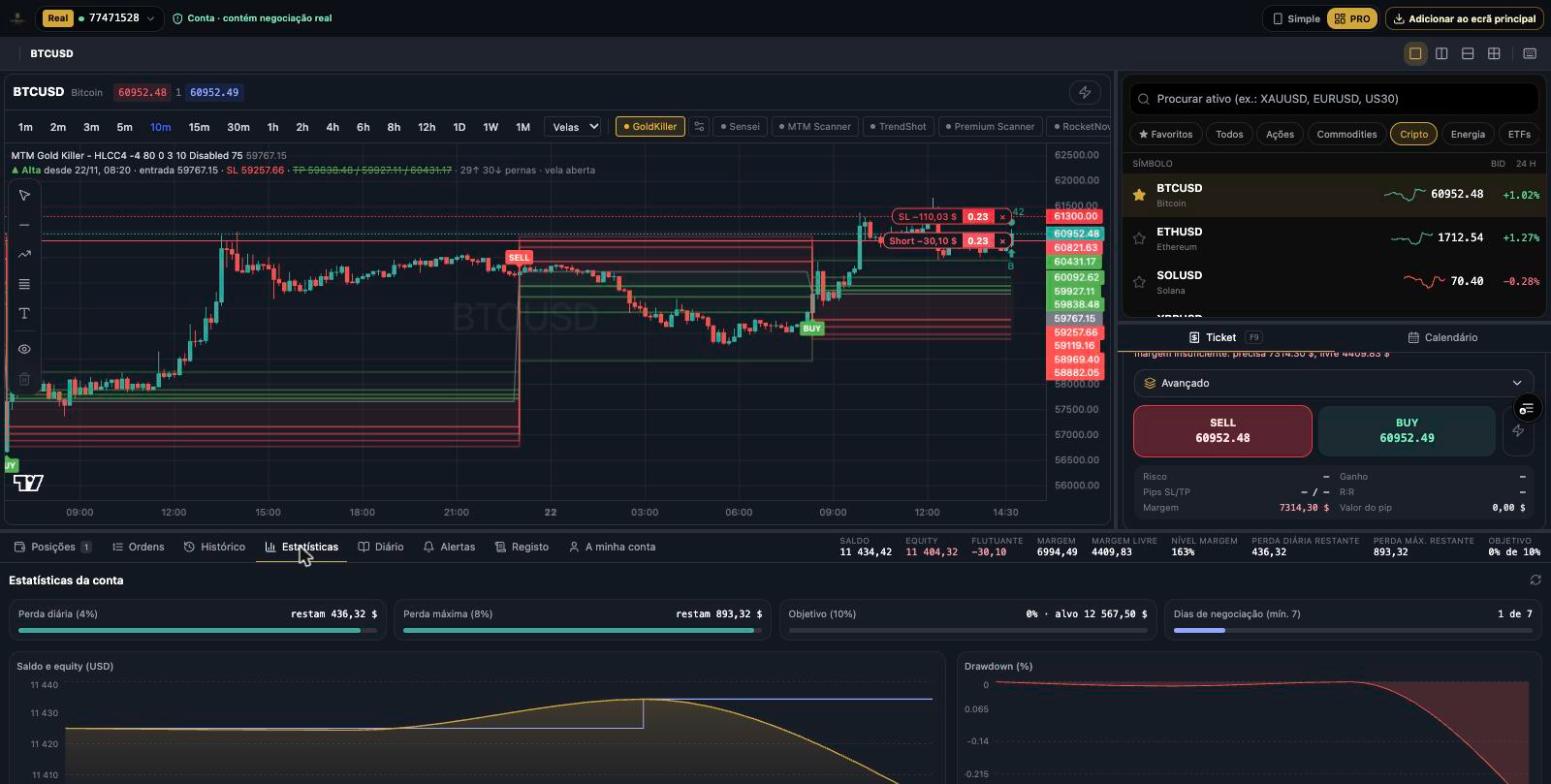 Real 77471528 Conta · contém negociação real Simple PRO Adicionar ao ecrã principal
BTCUSD
BTCUSD Bitcoin 60952.48 1 60952.49
1m 2m 3m 5m 10m 15m 30m 1h 2h 4h 6h 8h 12h 1D 1W 1M Velas GoldKiller Sensei MTM Scanner TrendShot Premium Scanner RocketNov
MTM Gold Killer - HLCC4 -4 80 0 3 10 Disabled 75 59767.15
Alta desde 22/11, 08:20 · entrada 59767.15 · SL 59257.66 · TP 59838.48 / 59927.11 / 60431.17 · 29↑ 30↓ pernas · vela aberta
62500.00
62000.00
61500.00
SL −110,03 $ 0.23 × 42
61300.00
60952.48
Short −30,10 $ 0.23 ×
60821.63
SELL
60431.17
B
60092.62
59927.11
59838.48
BTCUSD
59767.15
BUY
59257.66
59119.16
58969.40
58882.05
58000.00
57500.00
57000.00
56500.00
UY
56000.00
09:00 12:00 15:00 18:00 21:00 22 03:00 06:00 09:00 12:00 14:30
Procurar ativo (ex.: XAUUSD, EURUSD, US30)
Favoritos Todos Ações Commodities Cripto Energia ETFs
SÍMBOLO BID 24 H
BTCUSD 60952.48 +1.02%
Bitcoin
ETHUSD 1712.54 +1.27%
Ethereum
SOLUSD 70.40 −0.28%
Solana
Ticket F9 Calendário
margem insuficiente: precisa 7314.30 $, livre 4409.83 $
Avançado
SELL BUY
60952.48 60952.49
Risco – Ganho –
Pips SL/TP – / – R:R –
Margem 7314,30 $ Valor do pip 0,00 $
Posições 1 Ordens Histórico Estatísticas Diário Alertas Registo A minha conta
SALDO EQUITY FLUTUANTE MARGEM MARGEM LIVRE NÍVEL MARGEM PERDA DIÁRIA RESTANTE PERDA MÁX. RESTANTE OBJETIVO
11 434,42 11 404,32 −30,10 6994,49 4409,83 163% 436,32 893,32 0% de 10%
Estatísticas da conta
Perda diária (4%) restam 436,32 $ Perda máxima (8%) restam 893,32 $ Objetivo (10%) 0% · alvo 12 567,50 $ Dias de negociação (mín. 7) 1 de 7
Saldo e equity (USD)
11 440
11 430
11 420
11 410
Drawdown (%)
0
0.065
-0.14
-0.215